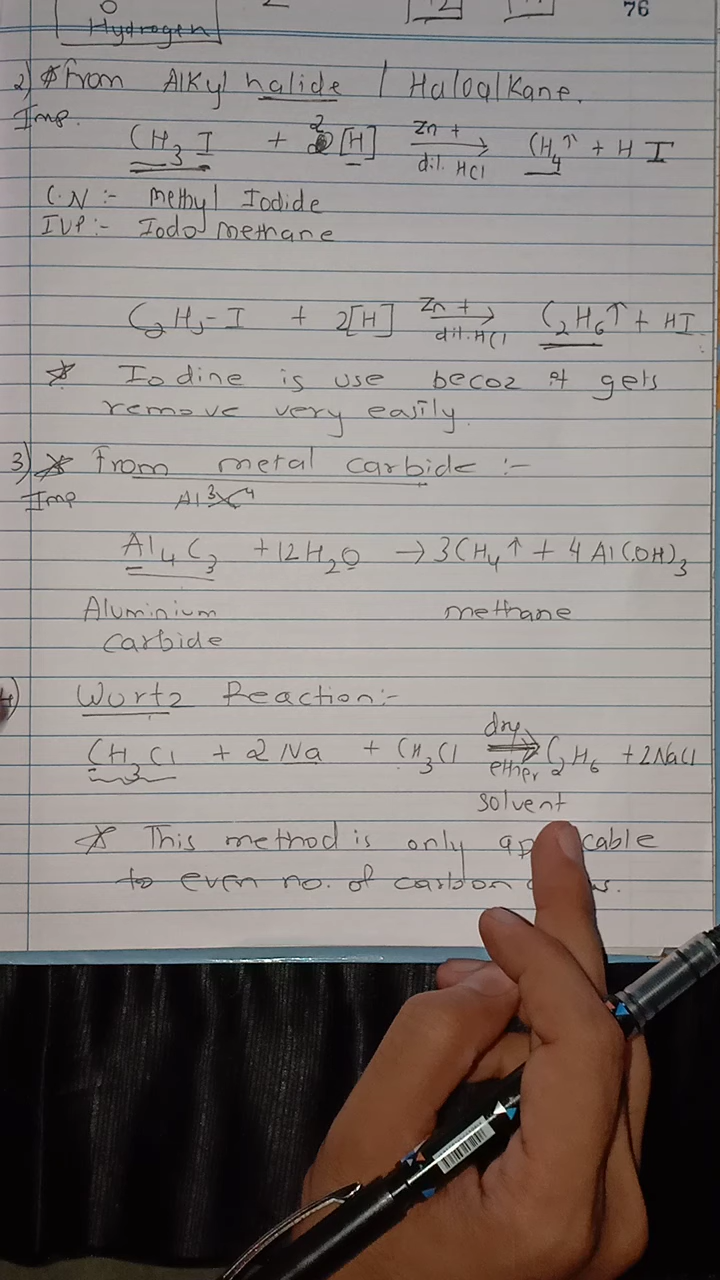 76
Hydrogen
2) * From Alkyl halide / Haloalkane.
Imp.
CH3I + 2[H] Zn + dil. HCl → CH4↑ + HI
C.N :- Methyl Iodide
IUP:- Iodo methane
C2H5-I + 2[H] Zn + dil. HCl → C2H6↑ + HI
* Iodine is use becoz it gets
remove very easily.
3) * From metal carbide :-
Imp
Al4C3 + 12H2O → 3CH4↑ + 4Al(OH)3
Aluminium methane
carbide
4) Wurtz Reaction:-
CH3Cl + 2Na + CH3Cl dry ether → C2H6 + 2NaCl
solvent
* This method is only
to even no. of carbon